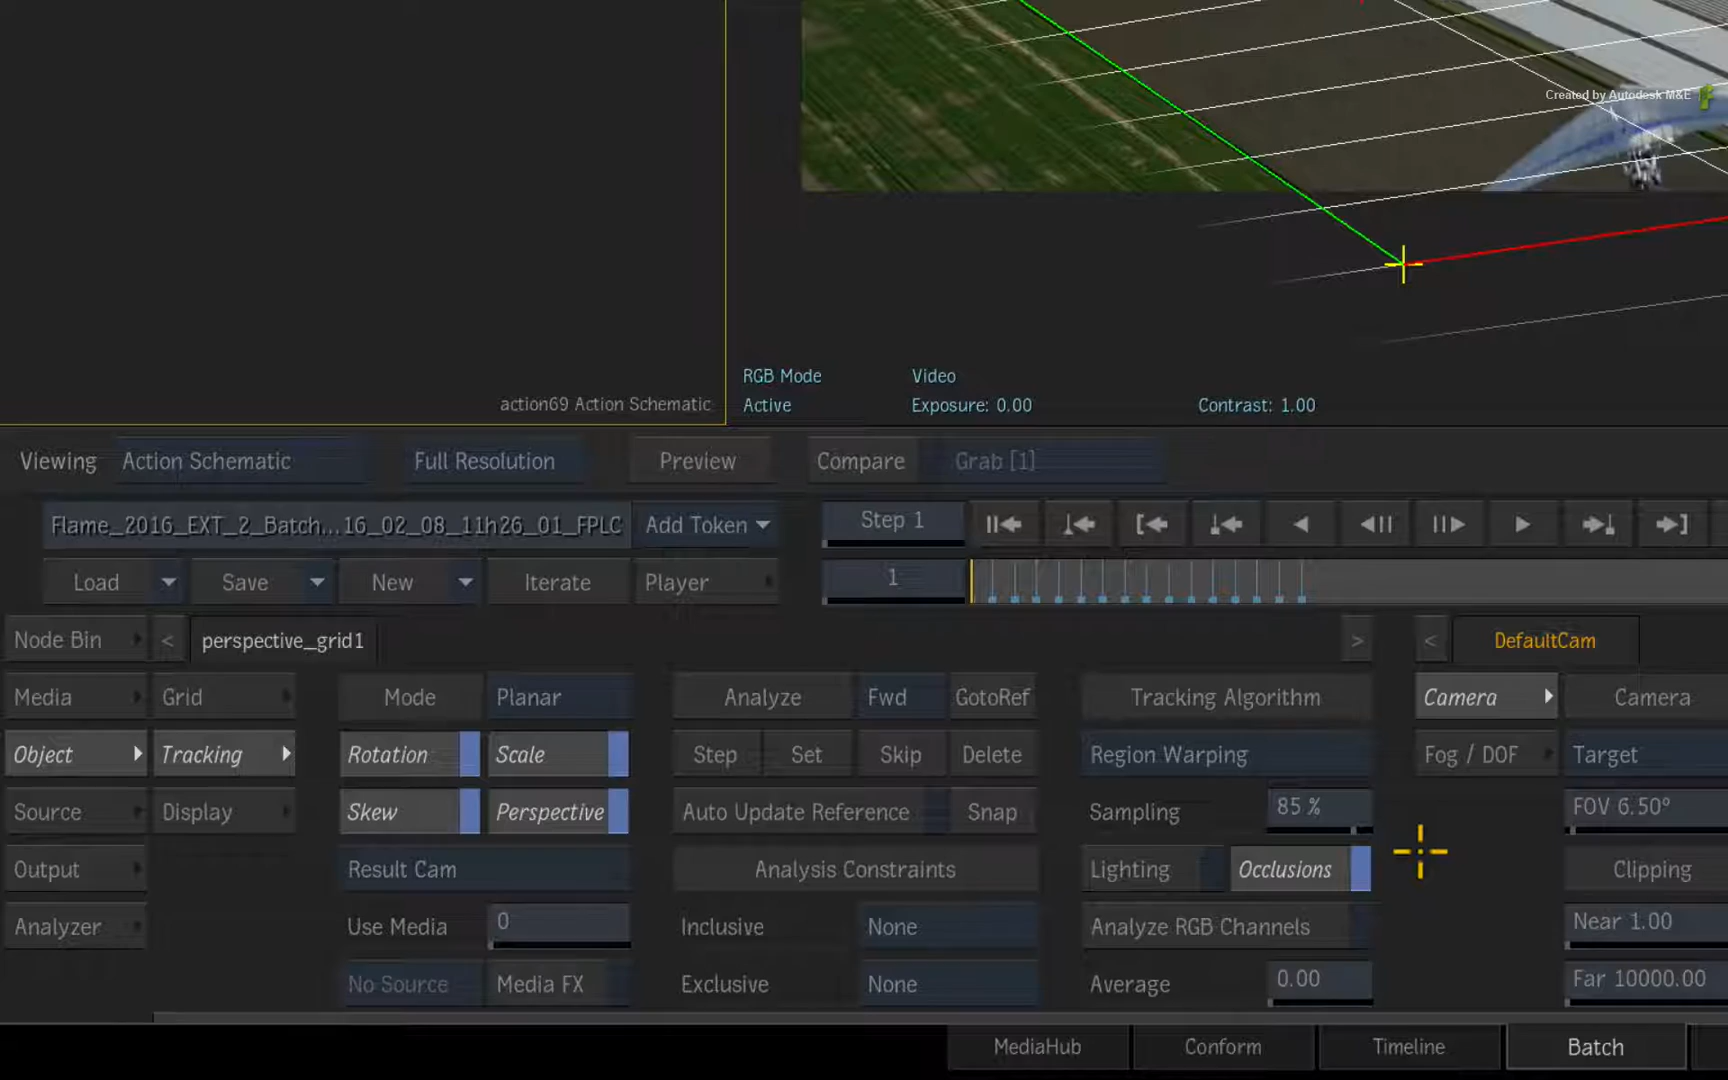 Created by Autodesk M&E
RGB Mode Video
action69 Action Schematic Active Exposure: 0.00 Contrast: 1.00
Viewing Action Schematic Full Resolution Preview Compare Grab [1]
Flame_2016_EXT_2_Batch...16_02_08_11h26_01_FPLC Add Token Step 1
Load Save New Iterate Player 1
Node Bin < perspective_grid1 > < DefaultCam
Media Grid Mode Planar Analyze Fwd GotoRef Tracking Algorithm Camera Camera
Object Tracking Rotation Scale Step Set Skip Delete Region Warping Fog / DOF Target
Source Display Skew Perspective Auto Update Reference Snap Sampling 85 % FOV 6.50°
Output Result Cam Analysis Constraints Lighting Occlusions Clipping
Analyzer Use Media 0 Inclusive None Analyze RGB Channels Near 1.00
No Source Media FX Exclusive None Average 0.00 Far 10000.00
MediaHub Conform Timeline Batch